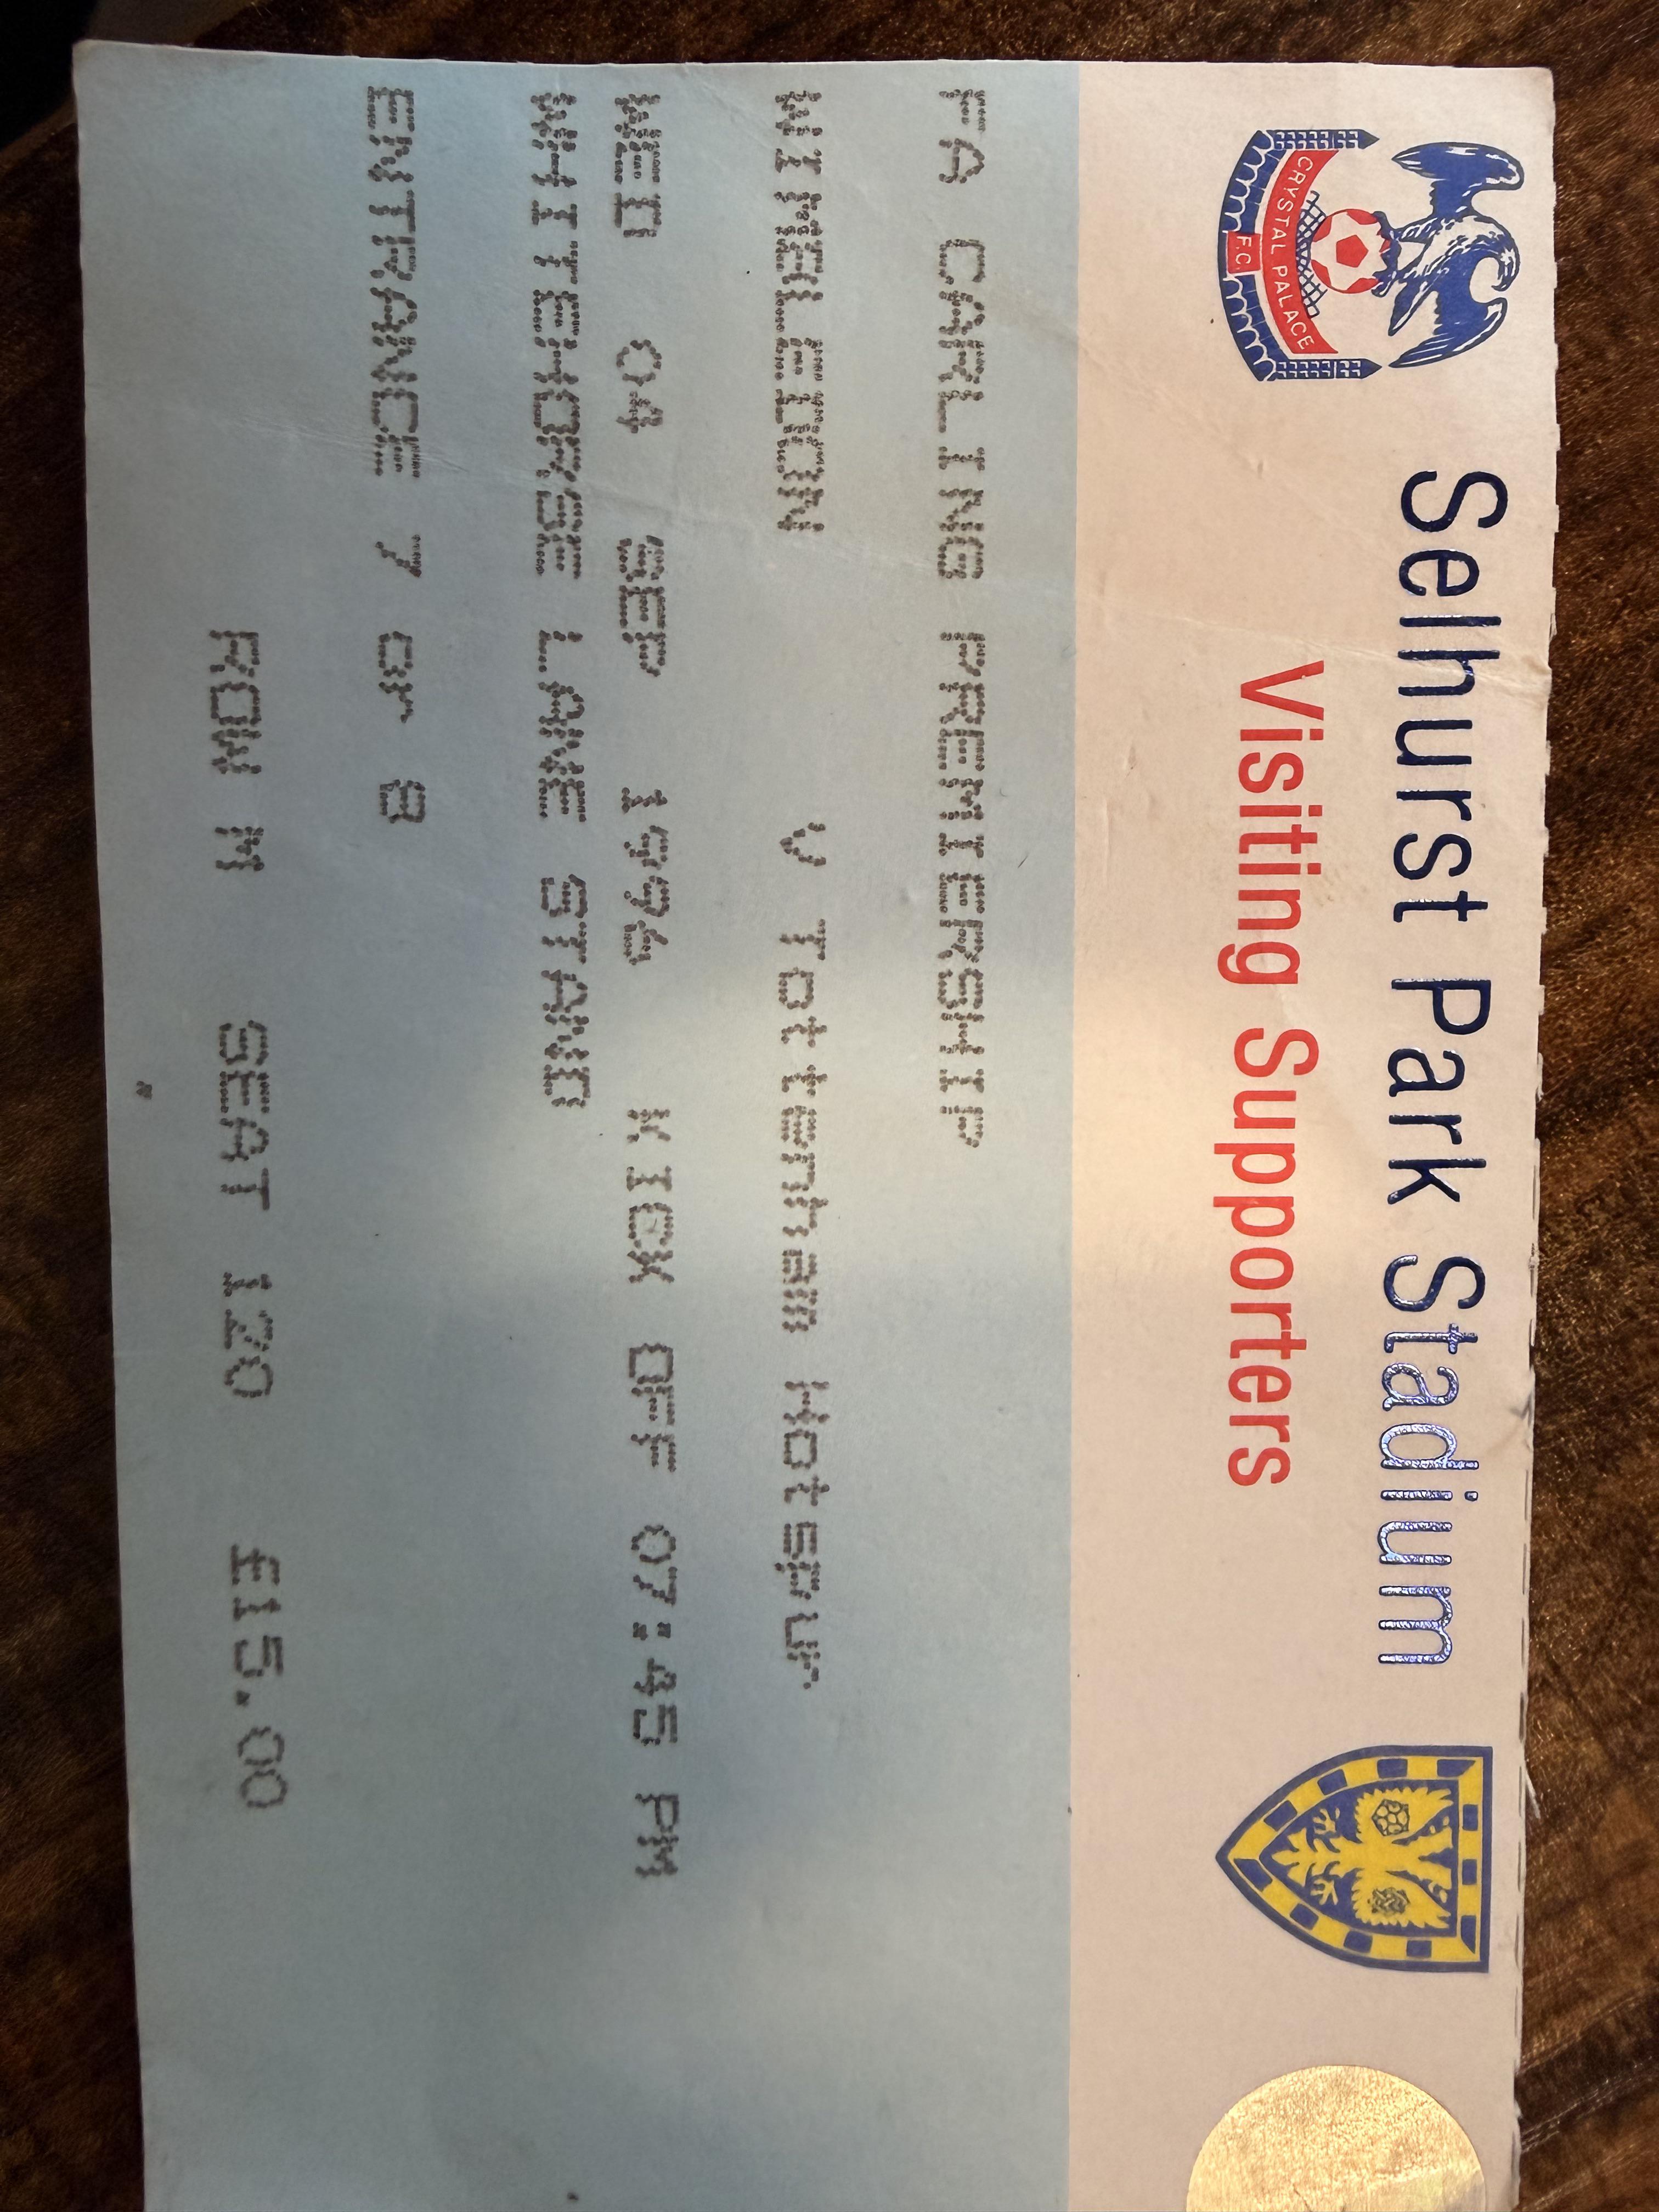 CRYSTAL PALACE
F.C.
Selhurst Park Stadium
Visiting Supporters
FA CARLING PREMIERSHIP
WIMBLEDON V Tottenham Hotspur
WED 04 SEP 1996 KICK OFF 07:45 PM
WHITEHORSE LANE STAND
ENTRANCE 7 or 8
ROW M SEAT 120 £15.00